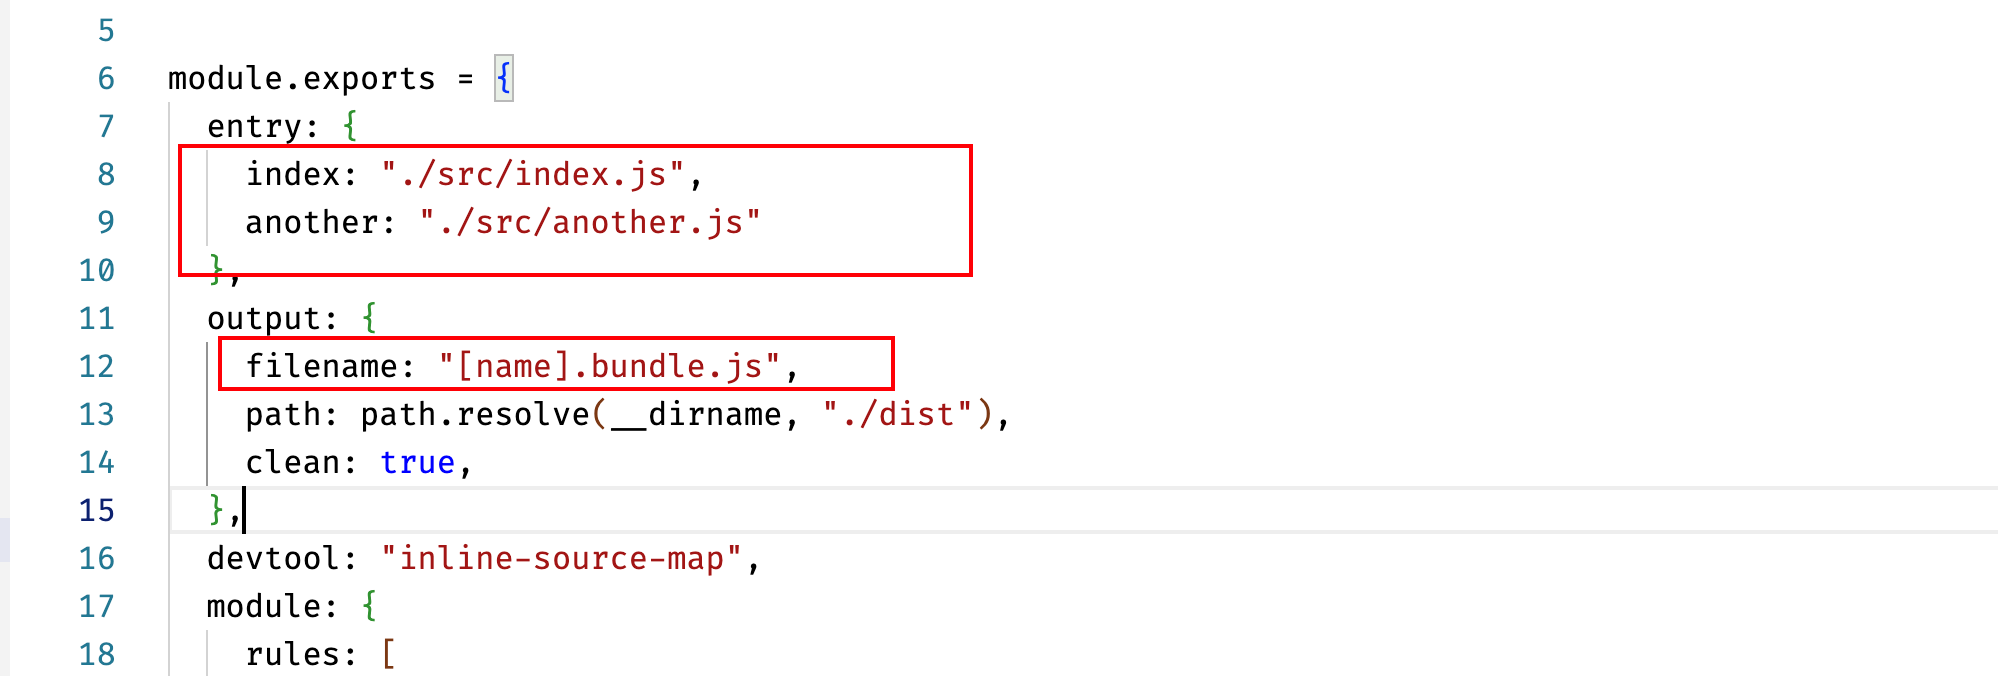 5
6 module.exports = {
7 entry: {
8 index: "./src/index.js",
9 another: "./src/another.js"
10 },
11 output: {
12 filename: "[name].bundle.js",
13 path: path.resolve(__dirname, "./dist"),
14 clean: true,
15 },
16 devtool: "inline-source-map",
17 module: {
18 rules: [